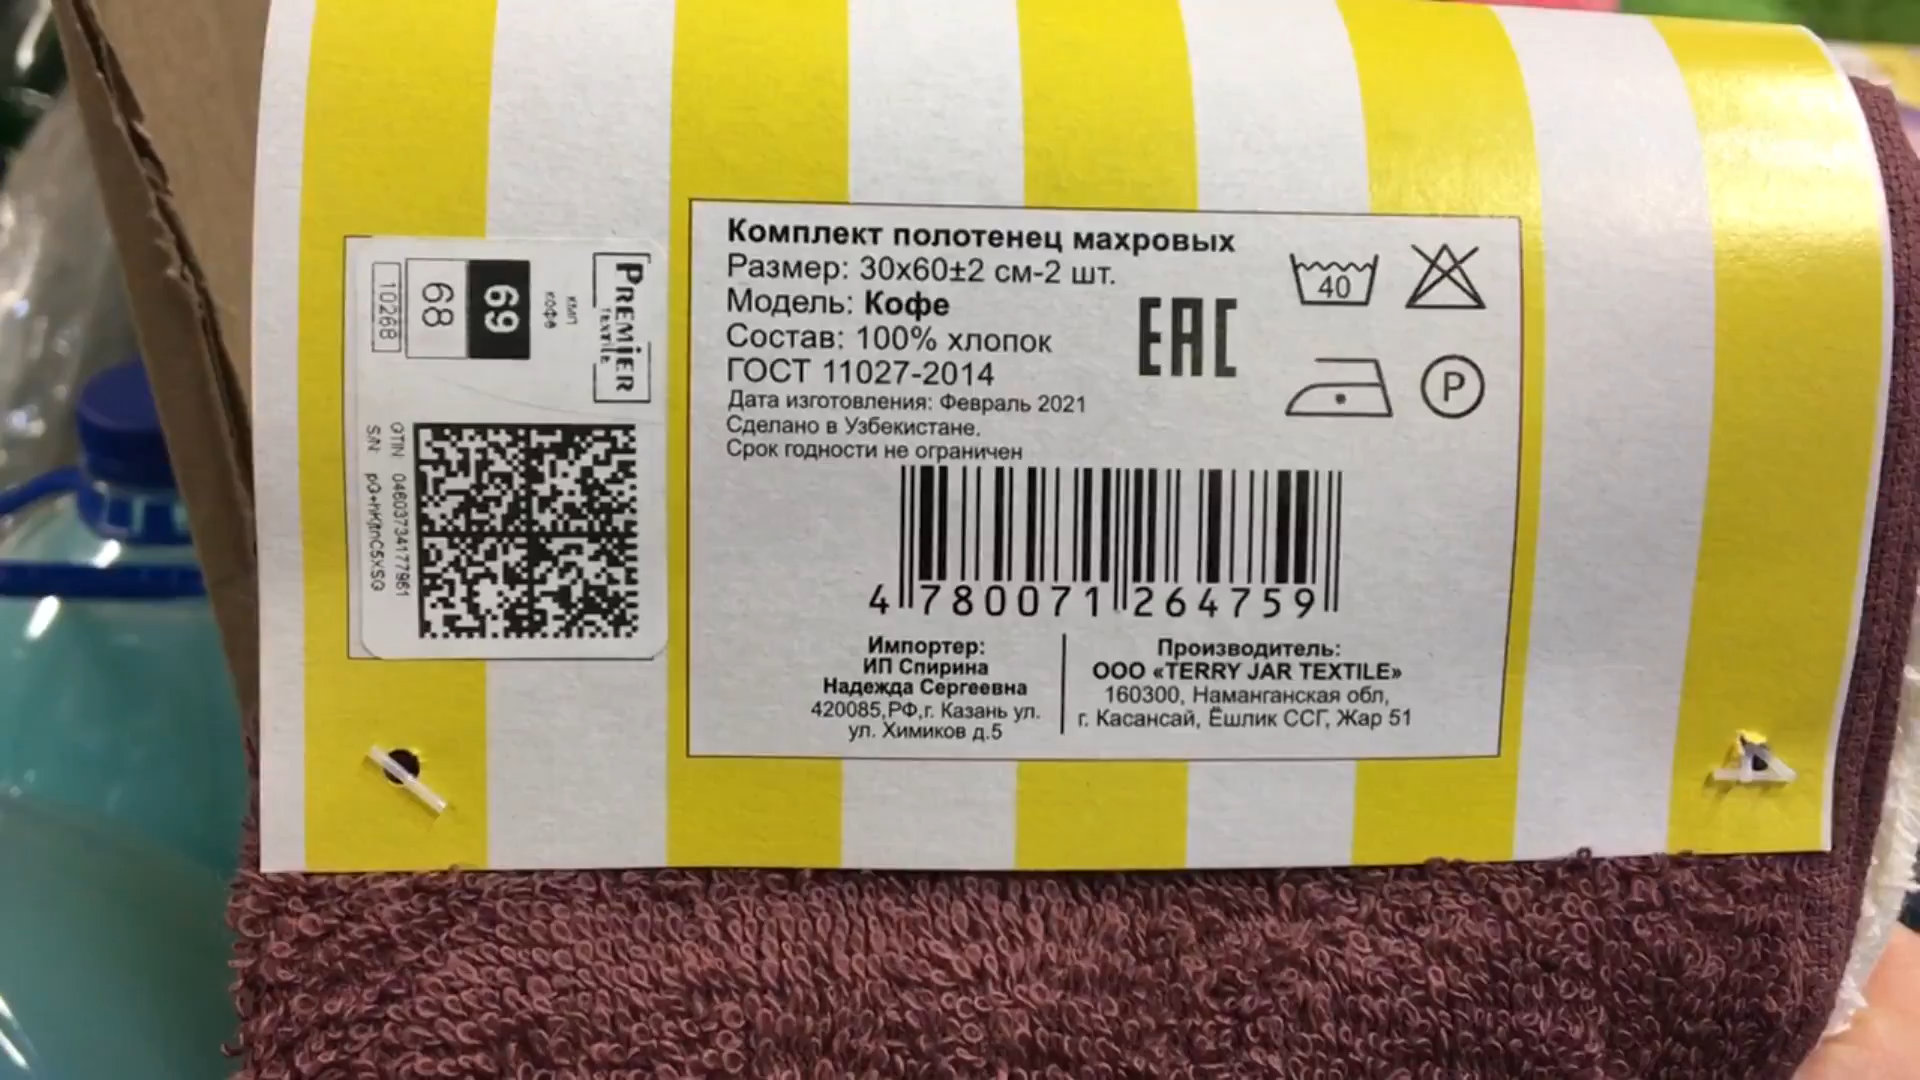 Комплект полотенец махровых
Размер: 30х60±2 см-2 шт.
Модель: Кофе
Состав: 100% хлопок
ГОСТ 11027-2014
Дата изготовления: Февраль 2021
Сделано в Узбекистане.
Срок годности не ограничен
EAC
40
P
4 780071 264759
Импортер:
ИП Спирина
Надежда Сергеевна
420085,РФ,г. Казань ул.
ул. Химиков д.5
Производитель:
ООО «TERRY JAR TEXTILE»
160300, Наманганская обл,
г. Касансай, Ёшлик ССГ, Жар 51
PREMIER
TEXTILE
кмп
кофе
69
68
10268
GTIN 04603734177961
S/N